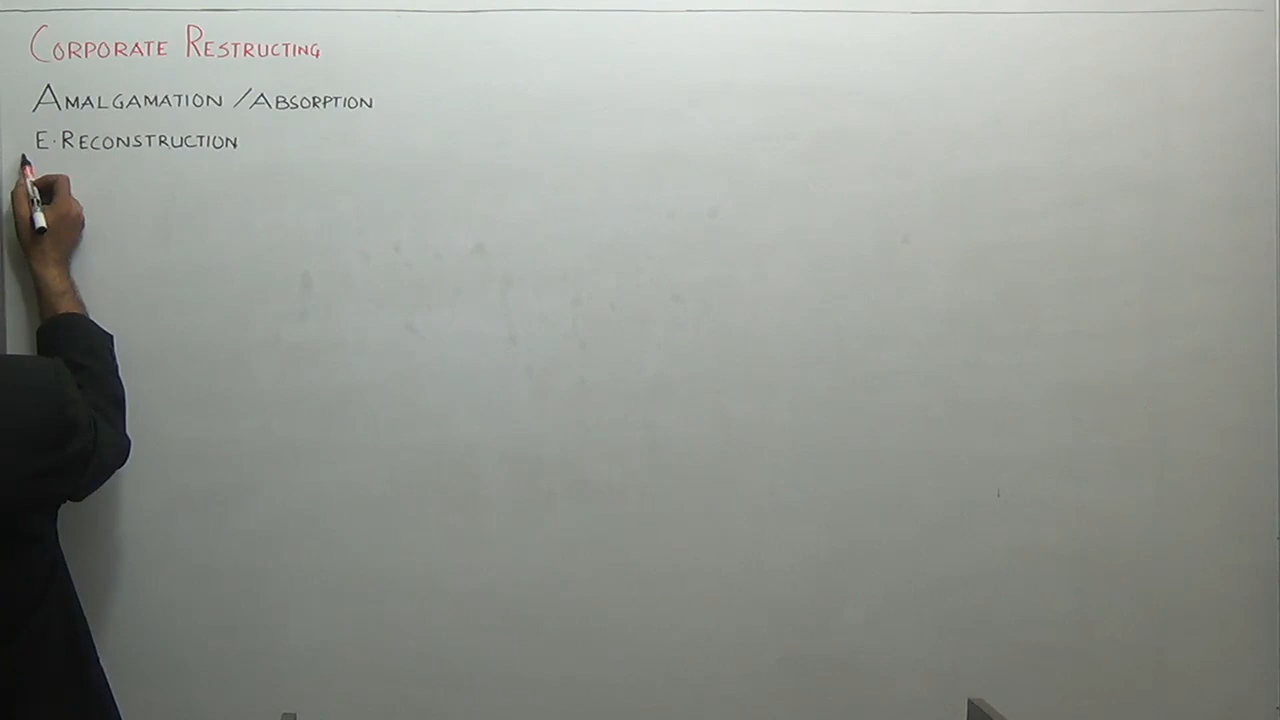 CORPORATE RESTRUCTING
AMALGAMATION / ABSORPTION
E. RECONSTRUCTION